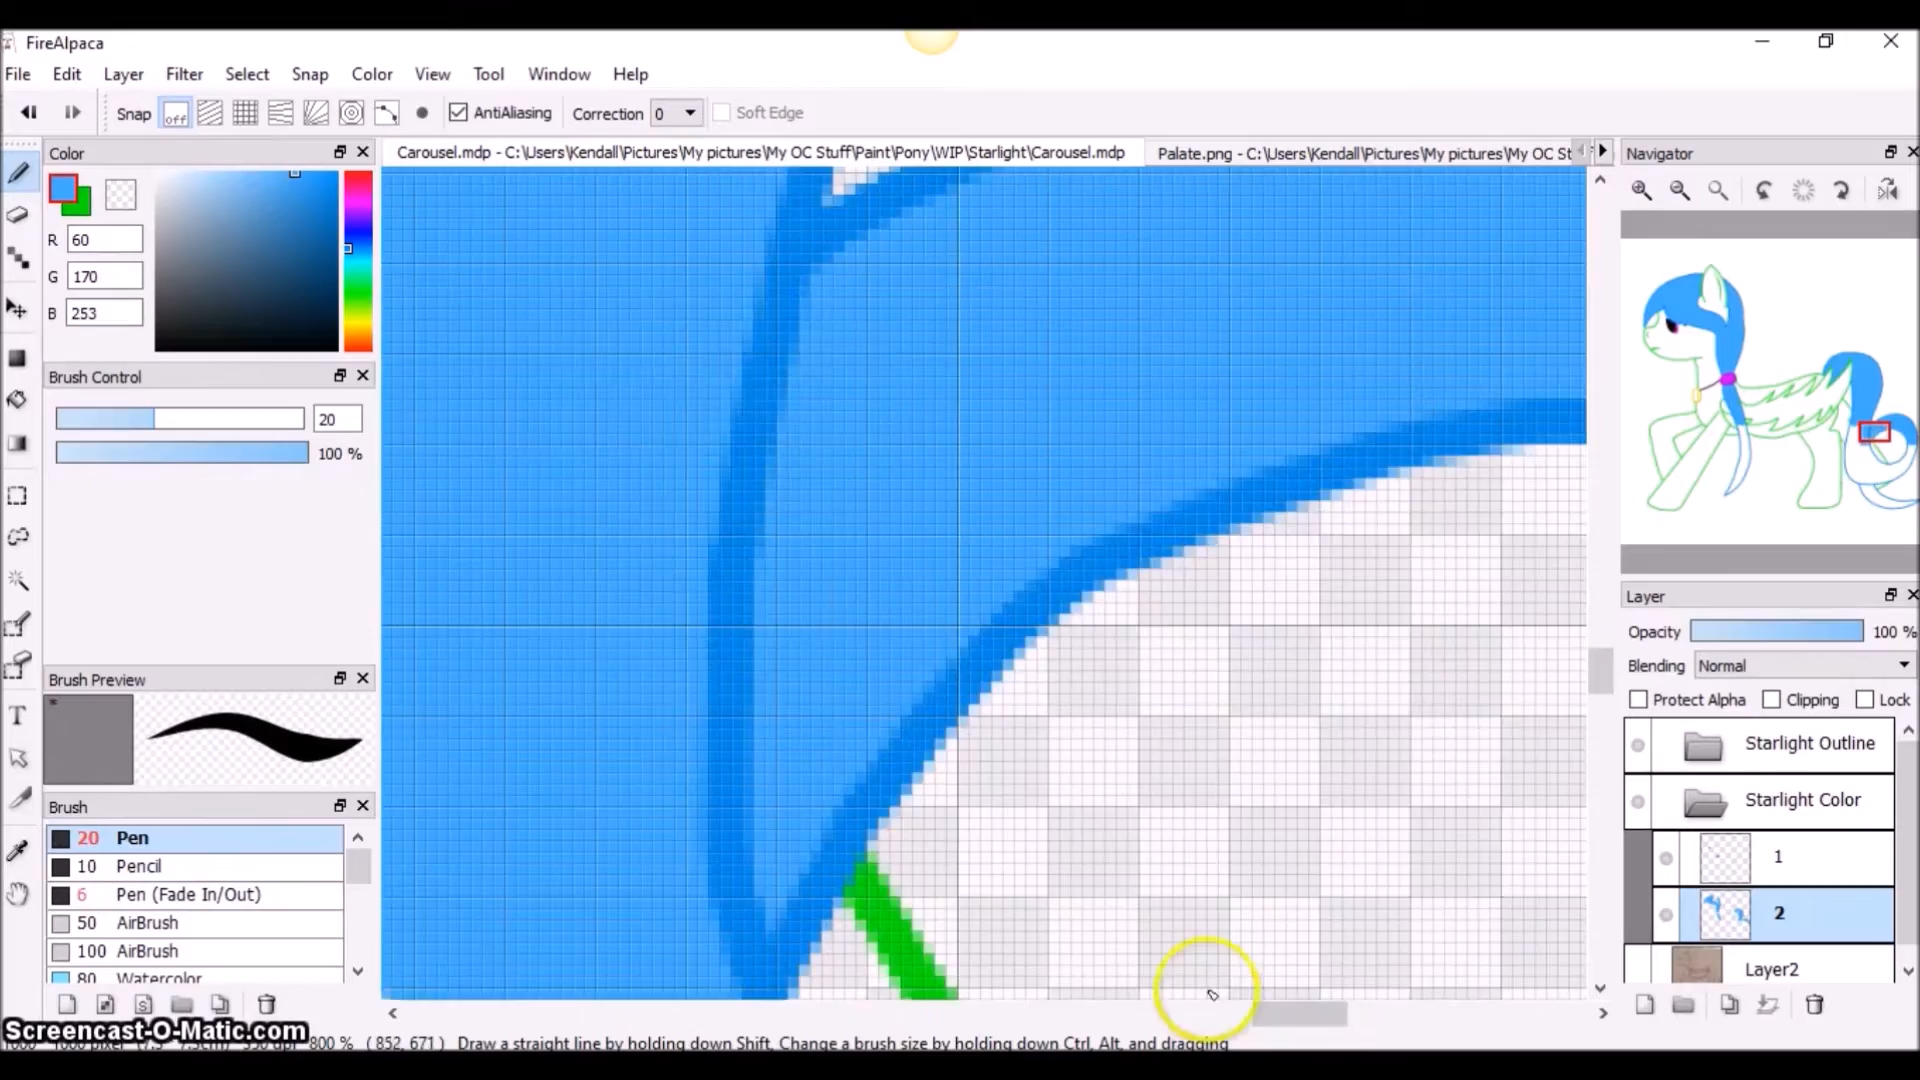 FireAlpaca
File Edit Layer Filter Select Snap Color View Tool Window Help
Snap off AntiAliasing Correction 0 Soft Edge
Color
Carousel.mdp - C:\Users\Kendall\Pictures\My pictures\My OC Stuff\Paint\Pony\WIP\Starlight\Carousel.mdp
Palate.png - C:\Users\Kendall\Pictures\My pictures\My OC St
Navigator
R 60
G 170
B 253
Brush Control
20
100 %
Brush Preview
Brush
20 Pen
10 Pencil
6 Pen (Fade In/Out)
50 AirBrush
100 AirBrush
80 Watercolor
Layer
Opacity 100 %
Blending Normal
Protect Alpha Clipping Lock
Starlight Outline
Starlight Color
1
2
Layer2
Screencast-O-Matic.com
800 % ( 852, 671 ) Draw a straight line by holding down Shift, Change a brush size by holding down Ctrl, Alt, and dragging